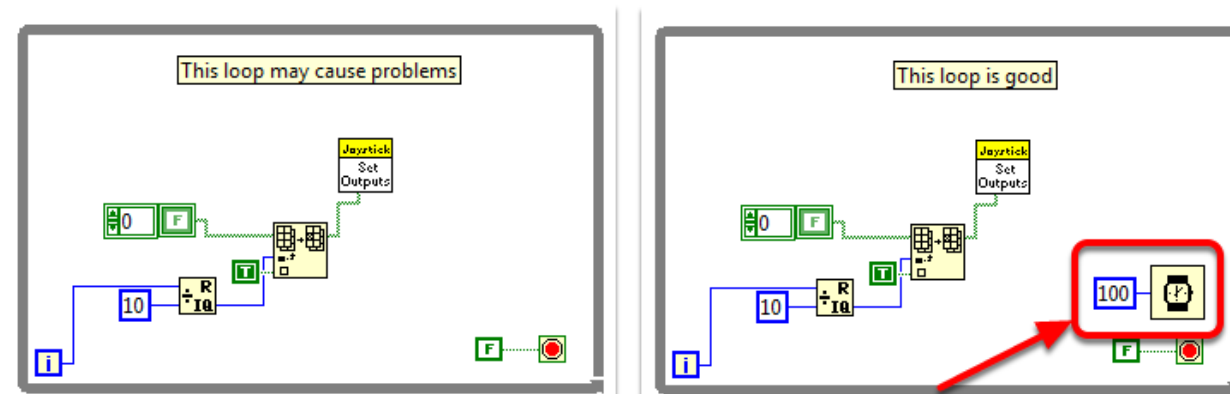 This loop may cause problems
Joystick
Set
Outputs
0
F
T
10
R
IQ
i
F
This loop is good
Joystick
Set
Outputs
0
F
T
10
R
IQ
100
i
F